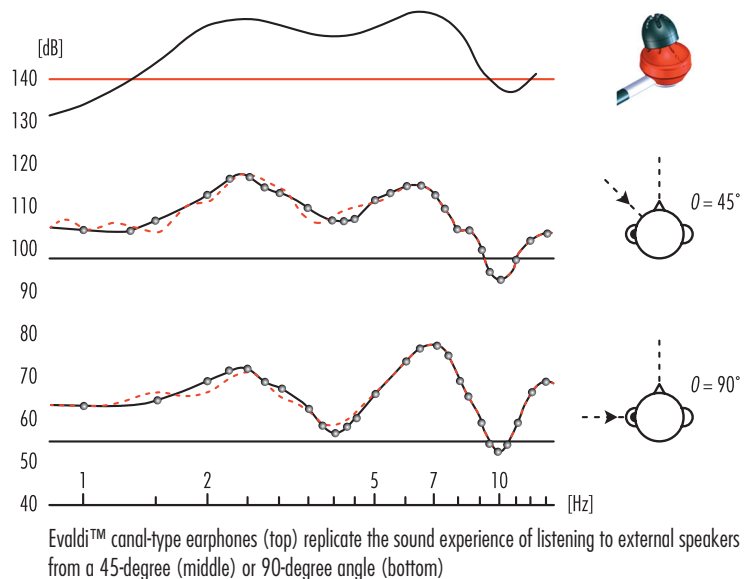 [dB]
140
130
120
110
100
90
80
70
60
50
40
θ = 45°
θ = 90°
1 2 5 7 10 [Hz]
Evaldi™ canal-type earphones (top) replicate the sound experience of listening to external speakers
from a 45-degree (middle) or 90-degree angle (bottom)